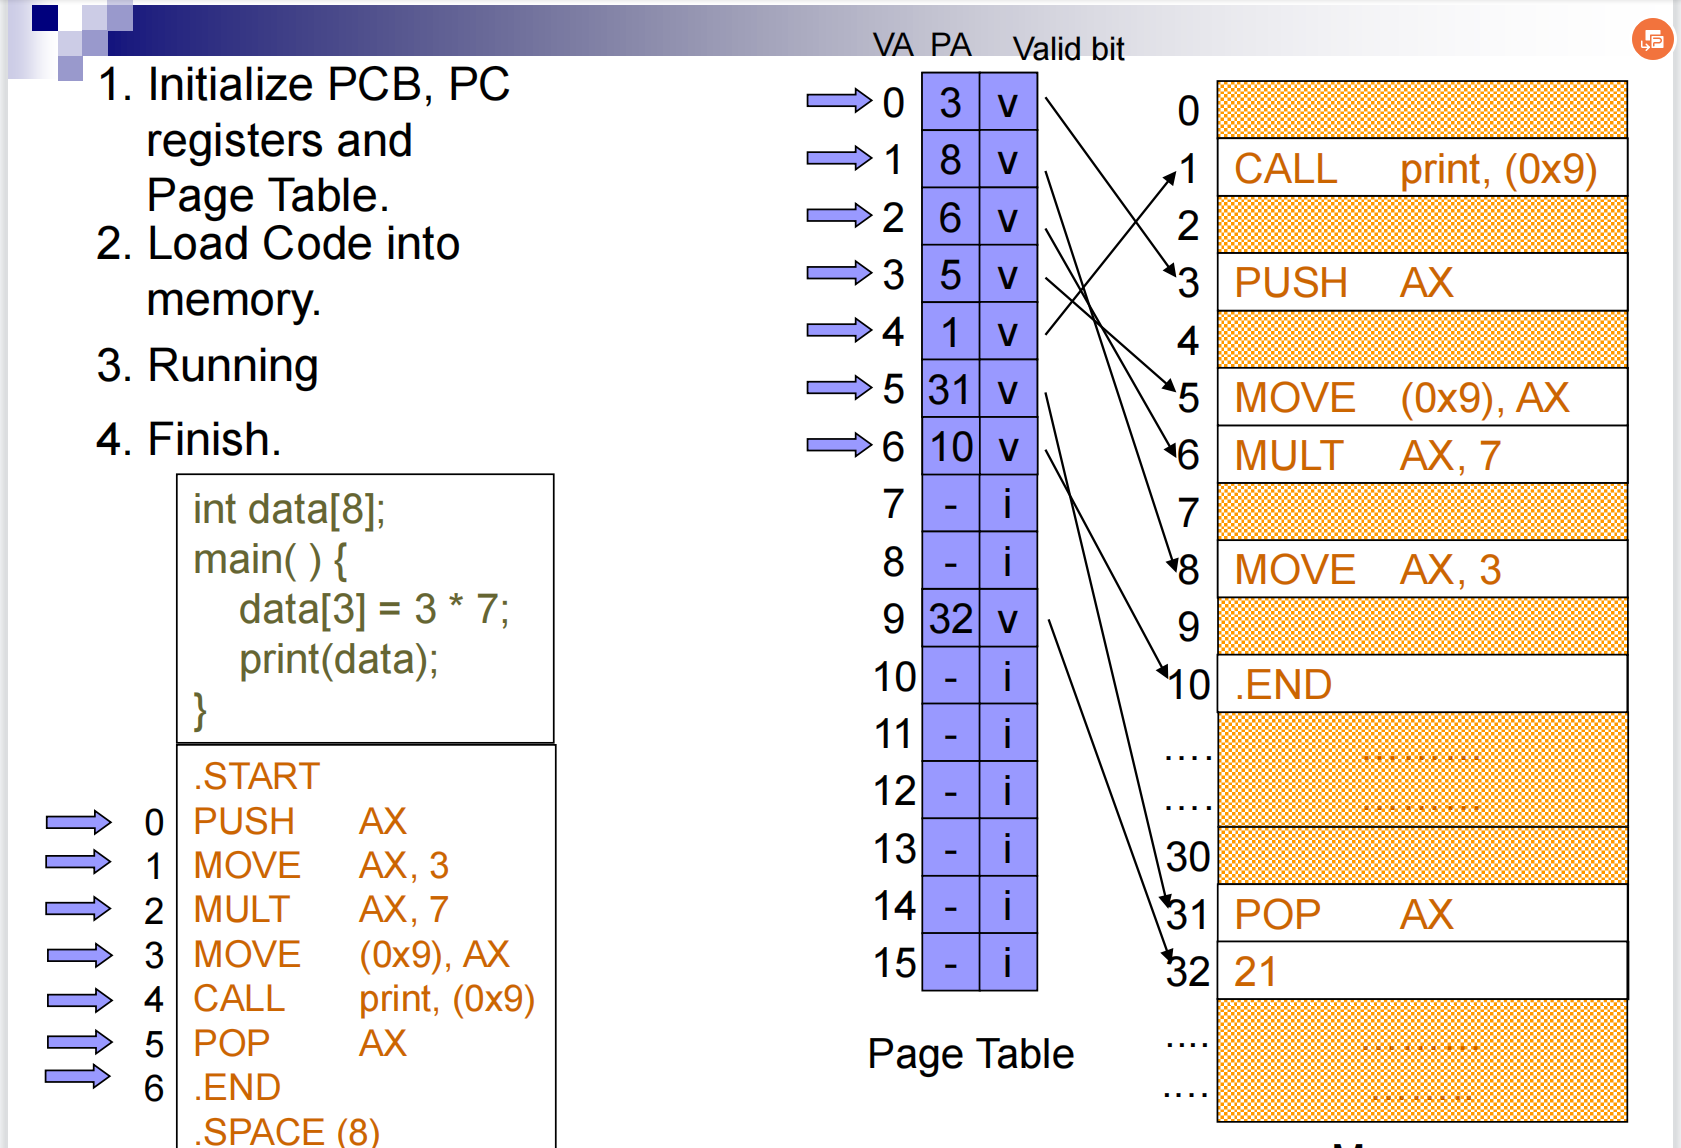 1. Initialize PCB, PC
registers and
Page Table.
2. Load Code into
memory.
3. Running
4. Finish.
int data[8];
main( ) {
data[3] = 3 * 7;
print(data);
}
.START
0 PUSH AX
1 MOVE AX, 3
2 MULT AX, 7
3 MOVE (0x9), AX
4 CALL print, (0x9)
5 POP AX
6 .END
.SPACE (8)
VA PA Valid bit
0 3 v
1 8 v
2 6 v
3 5 v
4 1 v
5 31 v
6 10 v
7 - i
8 - i
9 32 v
10 - i
11 - i
12 - i
13 - i
14 - i
15 - i
Page Table
0
1 CALL print, (0x9)
2
3 PUSH AX
4
5 MOVE (0x9), AX
6 MULT AX, 7
7
8 MOVE AX, 3
9
10 .END
.... .........
.... .........
30
31 POP AX
32 21
.... .........
.... ........